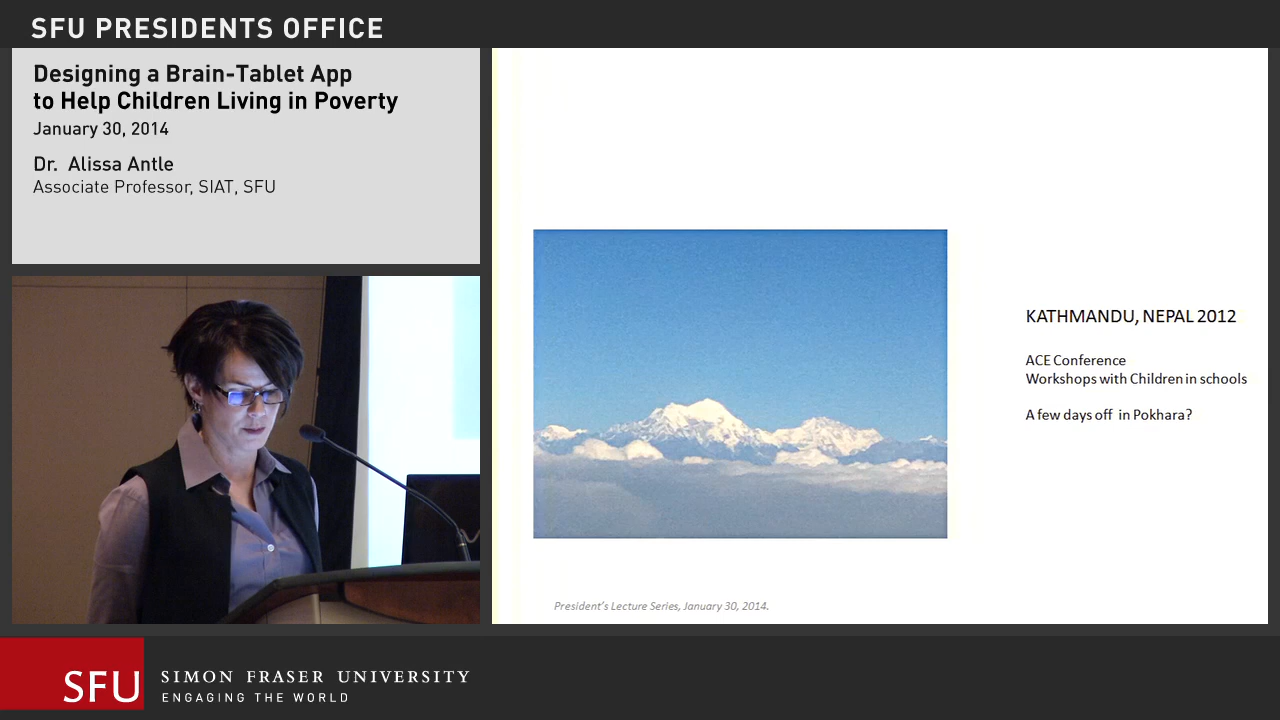 SFU PRESIDENTS OFFICE
Designing a Brain-Tablet App
to Help Children Living in Poverty
January 30, 2014
Dr. Alissa Antle
Associate Professor, SIAT, SFU
KATHMANDU, NEPAL 2012
ACE Conference
Workshops with Children in schools
A few days off in Pokhara?
President's Lecture Series, January 30, 2014.
SFU
SIMON FRASER UNIVERSITY
ENGAGING THE WORLD